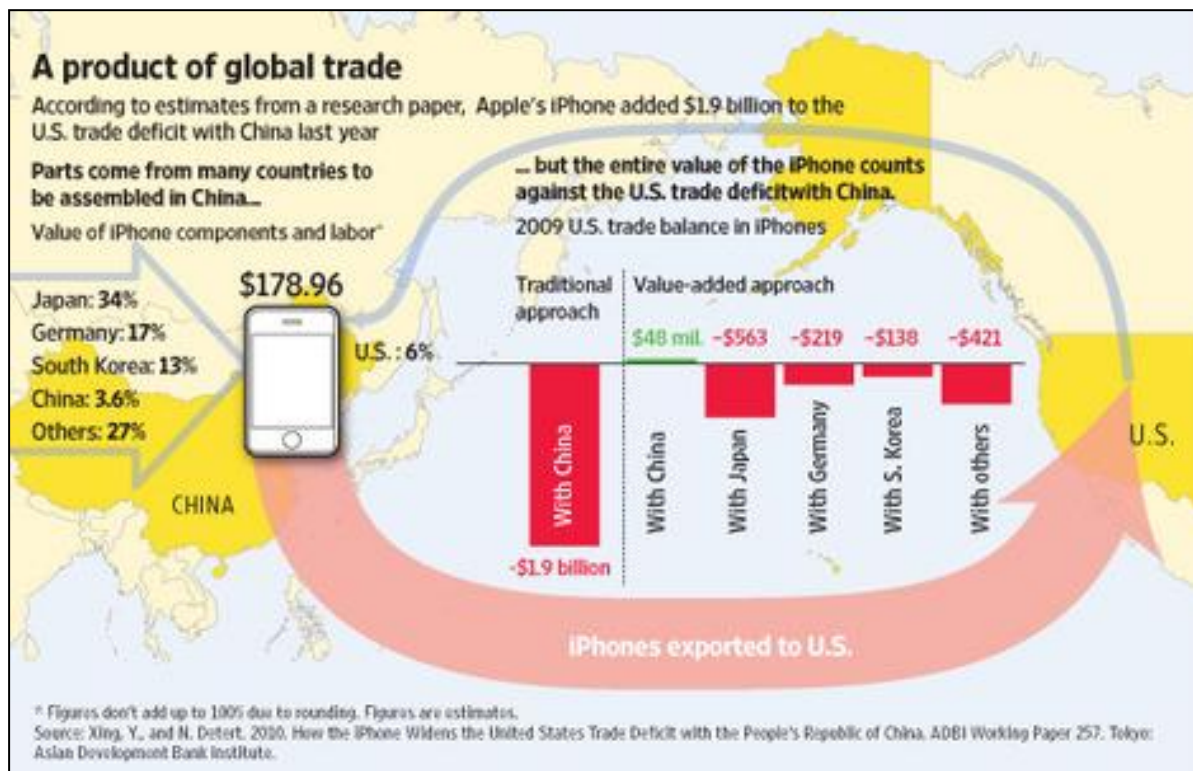 A product of global trade
According to estimates from a research paper, Apple's iPhone added $1.9 billion to the
U.S. trade deficit with China last year
Parts come from many countries to
be assembled in China...
Value of iPhone components and labor*
$178.96
Japan: 34%
Germany: 17%
South Korea: 13%
China: 3.6%
Others: 27%
U.S. : 6%
CHINA
... but the entire value of the iPhone counts
against the U.S. trade deficitwith China.
2009 U.S. trade balance in iPhones
Traditional
approach
Value-added approach
$48 mil.
-$563
-$219
-$138
-$421
With China
With China
With Japan
With Germany
With S. Korea
With others
-$1.9 billion
U.S.
iPhones exported to U.S.
* Figures don't add up to 100% due to rounding. Figures are estimates.
Source: Xing, Y., and N. Detert. 2010. How the iPhone Widens the United States Trade Deficit with the People's Republic of China. ADBI Working Paper 257. Tokyo:
Asian Development Bank Institute.